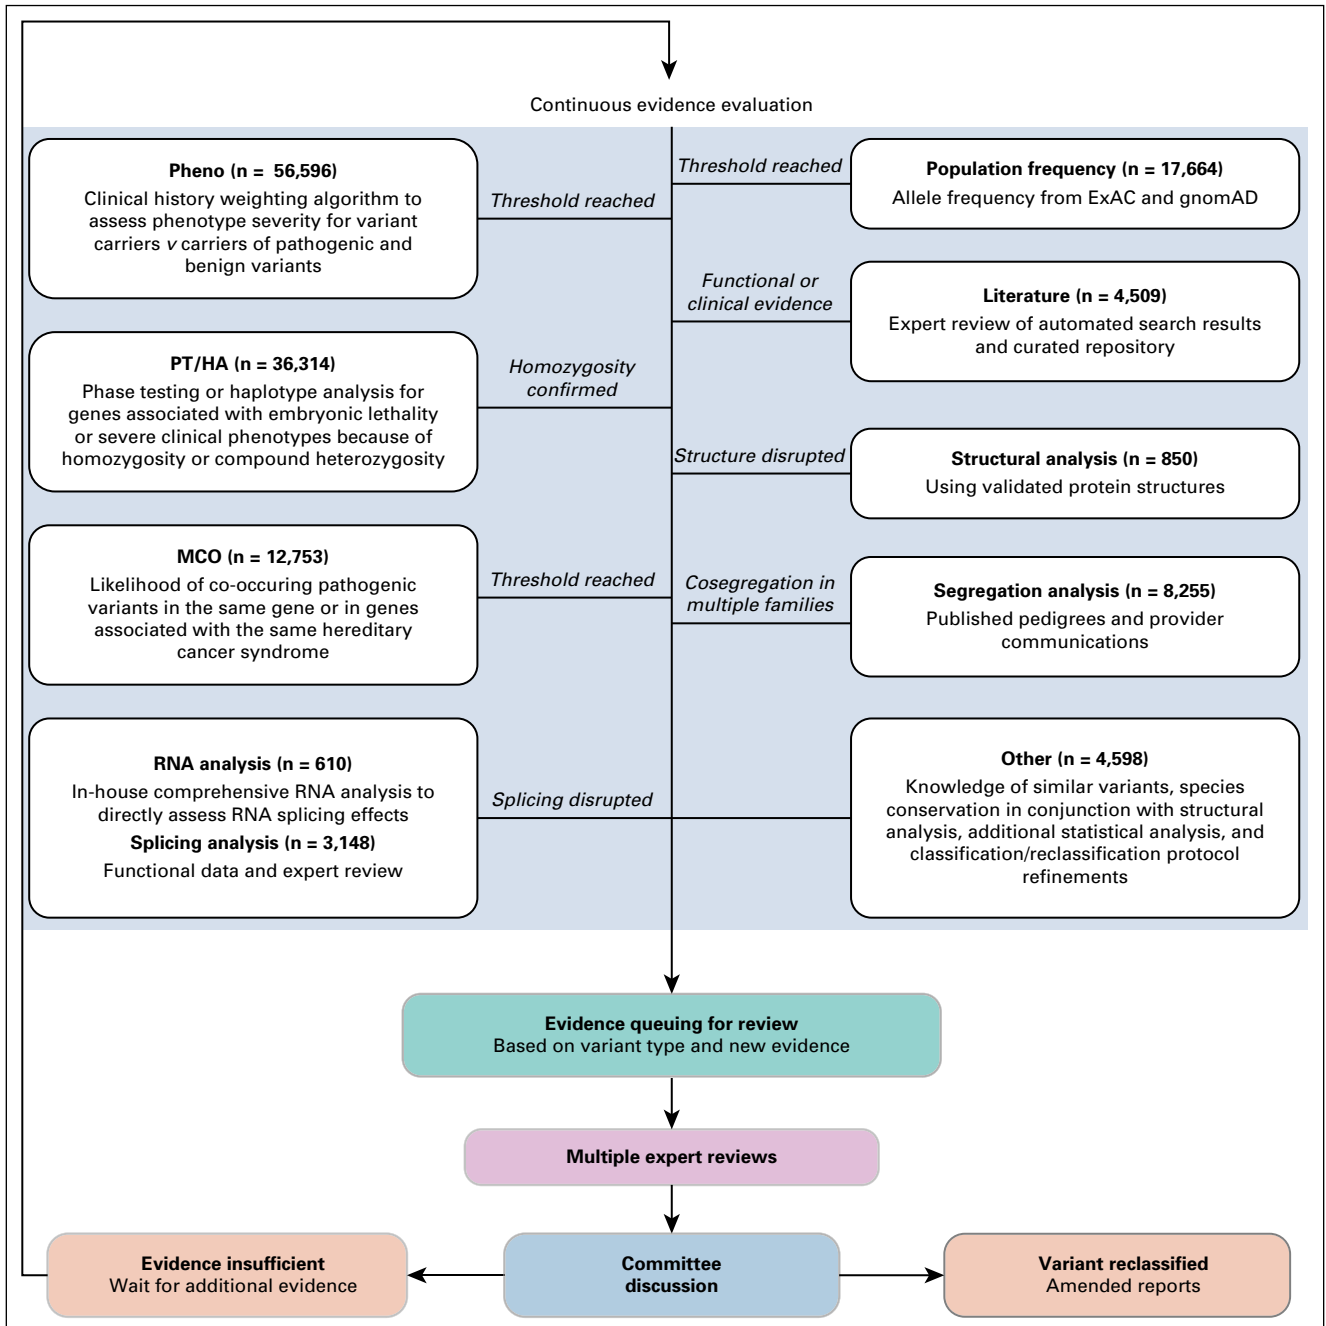 Continuous evidence evaluation
Pheno (n = 56,596)
Clinical history weighting algorithm to
assess phenotype severity for variant
carriers v carriers of pathogenic and
benign variants
Threshold reached
Threshold reached
Population frequency (n = 17,664)
Allele frequency from ExAC and gnomAD
Functional or
clinical evidence
Literature (n = 4,509)
Expert review of automated search results
and curated repository
PT/HA (n = 36,314)
Phase testing or haplotype analysis for
genes associated with embryonic lethality
or severe clinical phenotypes because of
homozygosity or compound heterozygosity
Homozygosity
confirmed
Structure disrupted
Structural analysis (n = 850)
Using validated protein structures
MCO (n = 12,753)
Likelihood of co-occuring pathogenic
variants in the same gene or in genes
associated with the same hereditary
cancer syndrome
Threshold reached
Cosegregation in
multiple families
Segregation analysis (n = 8,255)
Published pedigrees and provider
communications
RNA analysis (n = 610)
In-house comprehensive RNA analysis to
directly assess RNA splicing effects
Splicing analysis (n = 3,148)
Functional data and expert review
Splicing disrupted
Other (n = 4,598)
Knowledge of similar variants, species
conservation in conjunction with structural
analysis, additional statistical analysis, and
classification/reclassification protocol
refinements
Evidence queuing for review
Based on variant type and new evidence
Multiple expert reviews
Evidence insufficient
Wait for additional evidence
Committee
discussion
Variant reclassified
Amended reports